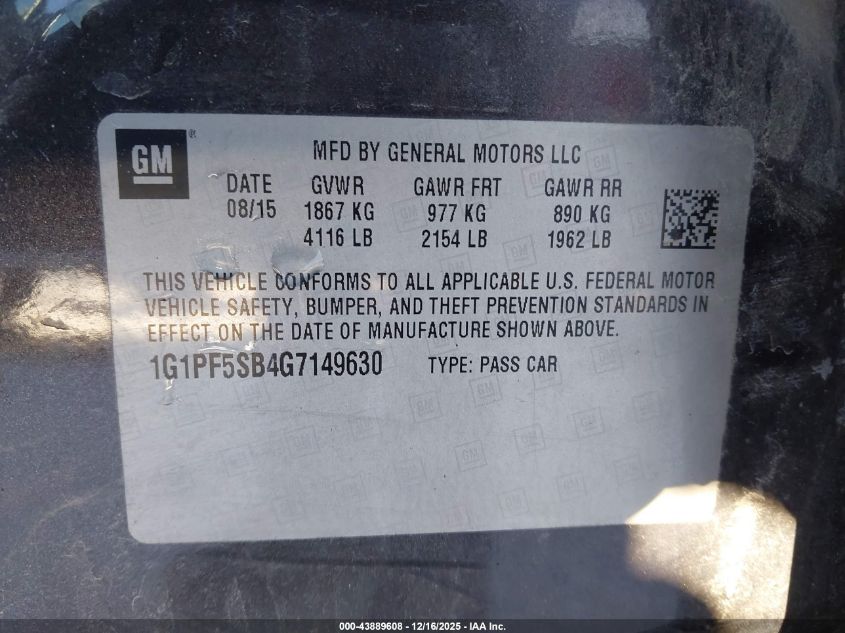 GM ®
MFD BY GENERAL MOTORS LLC
DATE GVWR GAWR FRT GAWR RR
08/15 1867 KG 977 KG 890 KG
4116 LB 2154 LB 1962 LB
THIS VEHICLE CONFORMS TO ALL APPLICABLE U.S. FEDERAL MOTOR
VEHICLE SAFETY, BUMPER, AND THEFT PREVENTION STANDARDS IN
EFFECT ON THE DATE OF MANUFACTURE SHOWN ABOVE.
1G1PF5SB4G7149630 TYPE: PASS CAR
000-43889608 - 12/16/2025 - IAA Inc.